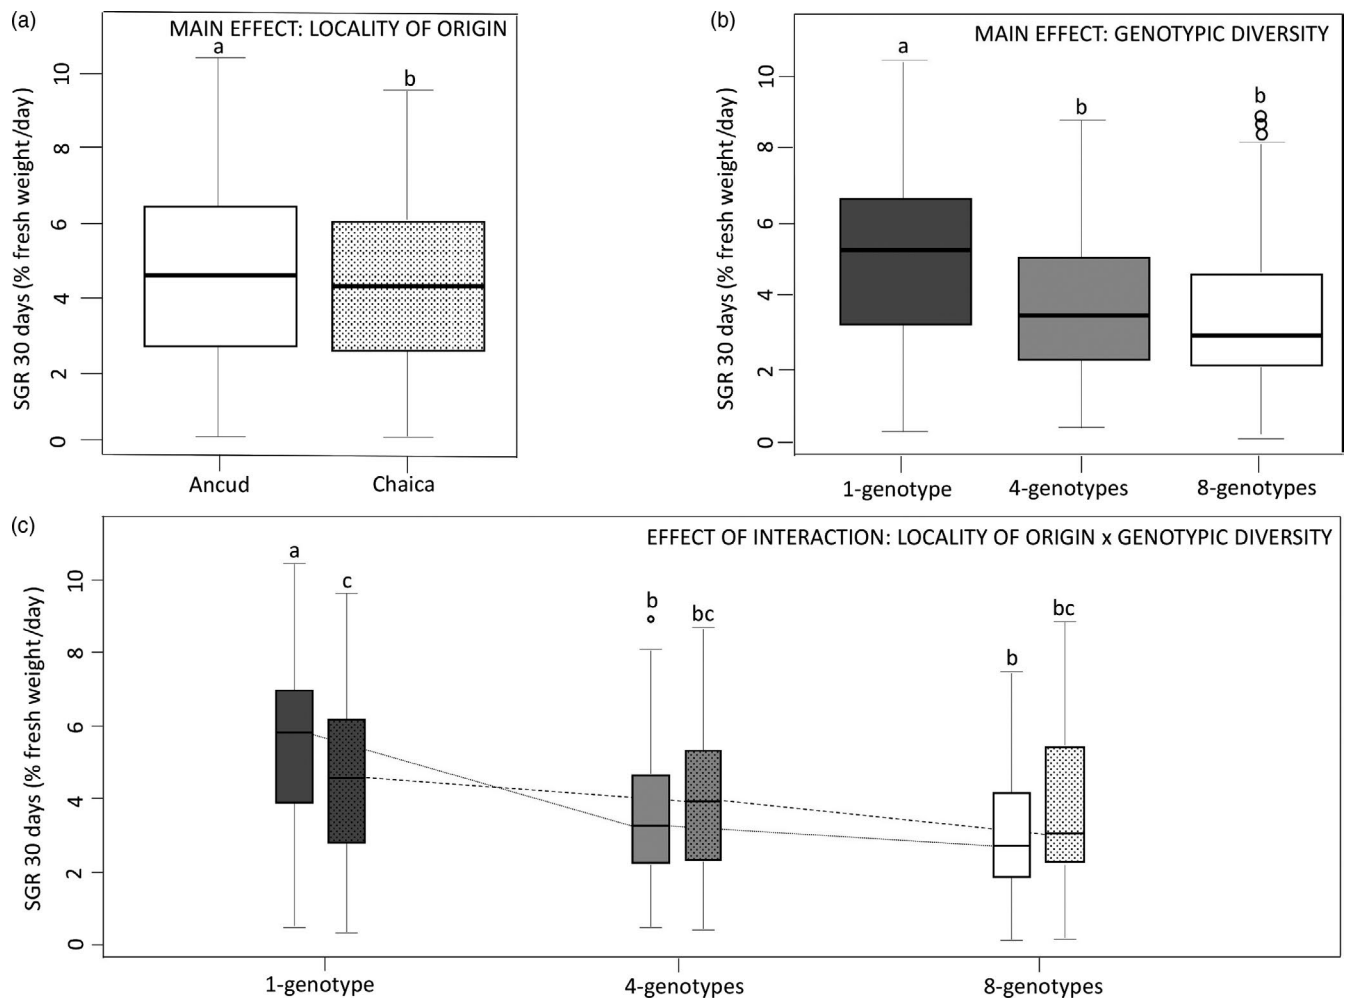 (a)
MAIN EFFECT: LOCALITY OF ORIGIN
a
b
SGR 30 days (% fresh weight/day)
10
8
6
4
2
0
Ancud
Chaica
(b)
MAIN EFFECT: GENOTYPIC DIVERSITY
a
b
b
SGR 30 days (% fresh weight/day)
10
8
6
4
2
0
1-genotype
4-genotypes
8-genotypes
(c)
EFFECT OF INTERACTION: LOCALITY OF ORIGIN x GENOTYPIC DIVERSITY
a
c
b
bc
b
bc
SGR 30 days (% fresh weight/day)
10
8
6
4
2
0
1-genotype
4-genotypes
8-genotypes